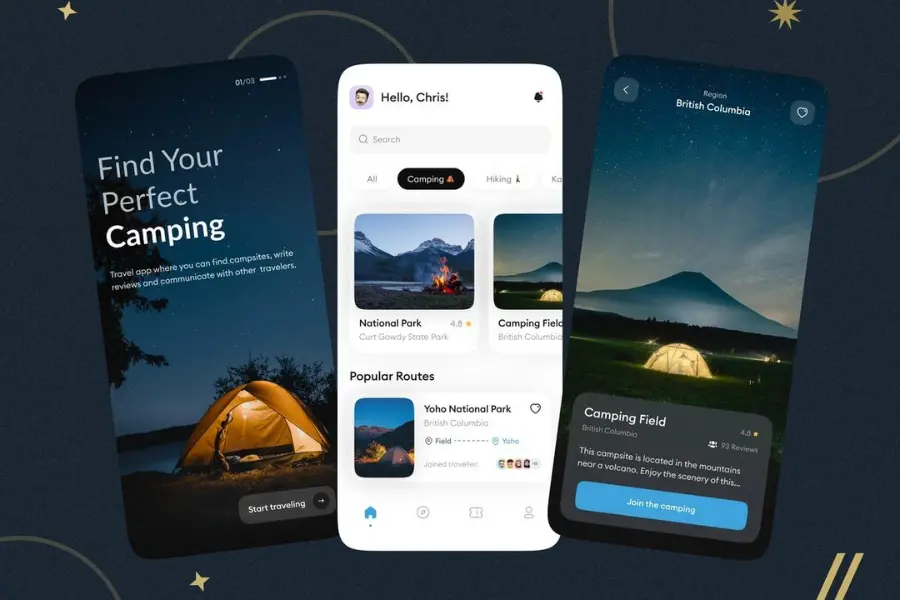 01/03
Find Your
Perfect
Camping
Travel app where you can find campsites, write
reviews and communicate with other travelers.
Start traveling
Hello, Chris!
Search
All
Camping
Hiking
Ka
National Park
4.8
Curt Gowdy State Park
Camping Field
British Columbia
Popular Routes
Yoho National Park
British Columbia
Field
Yoho
Joined traveller:
Region
British Columbia
Camping Field
4.8
British Columbia
93 Reviews
This campsite is located in the mountains
near a volcano. Enjoy the scenery of this...
Join the camping